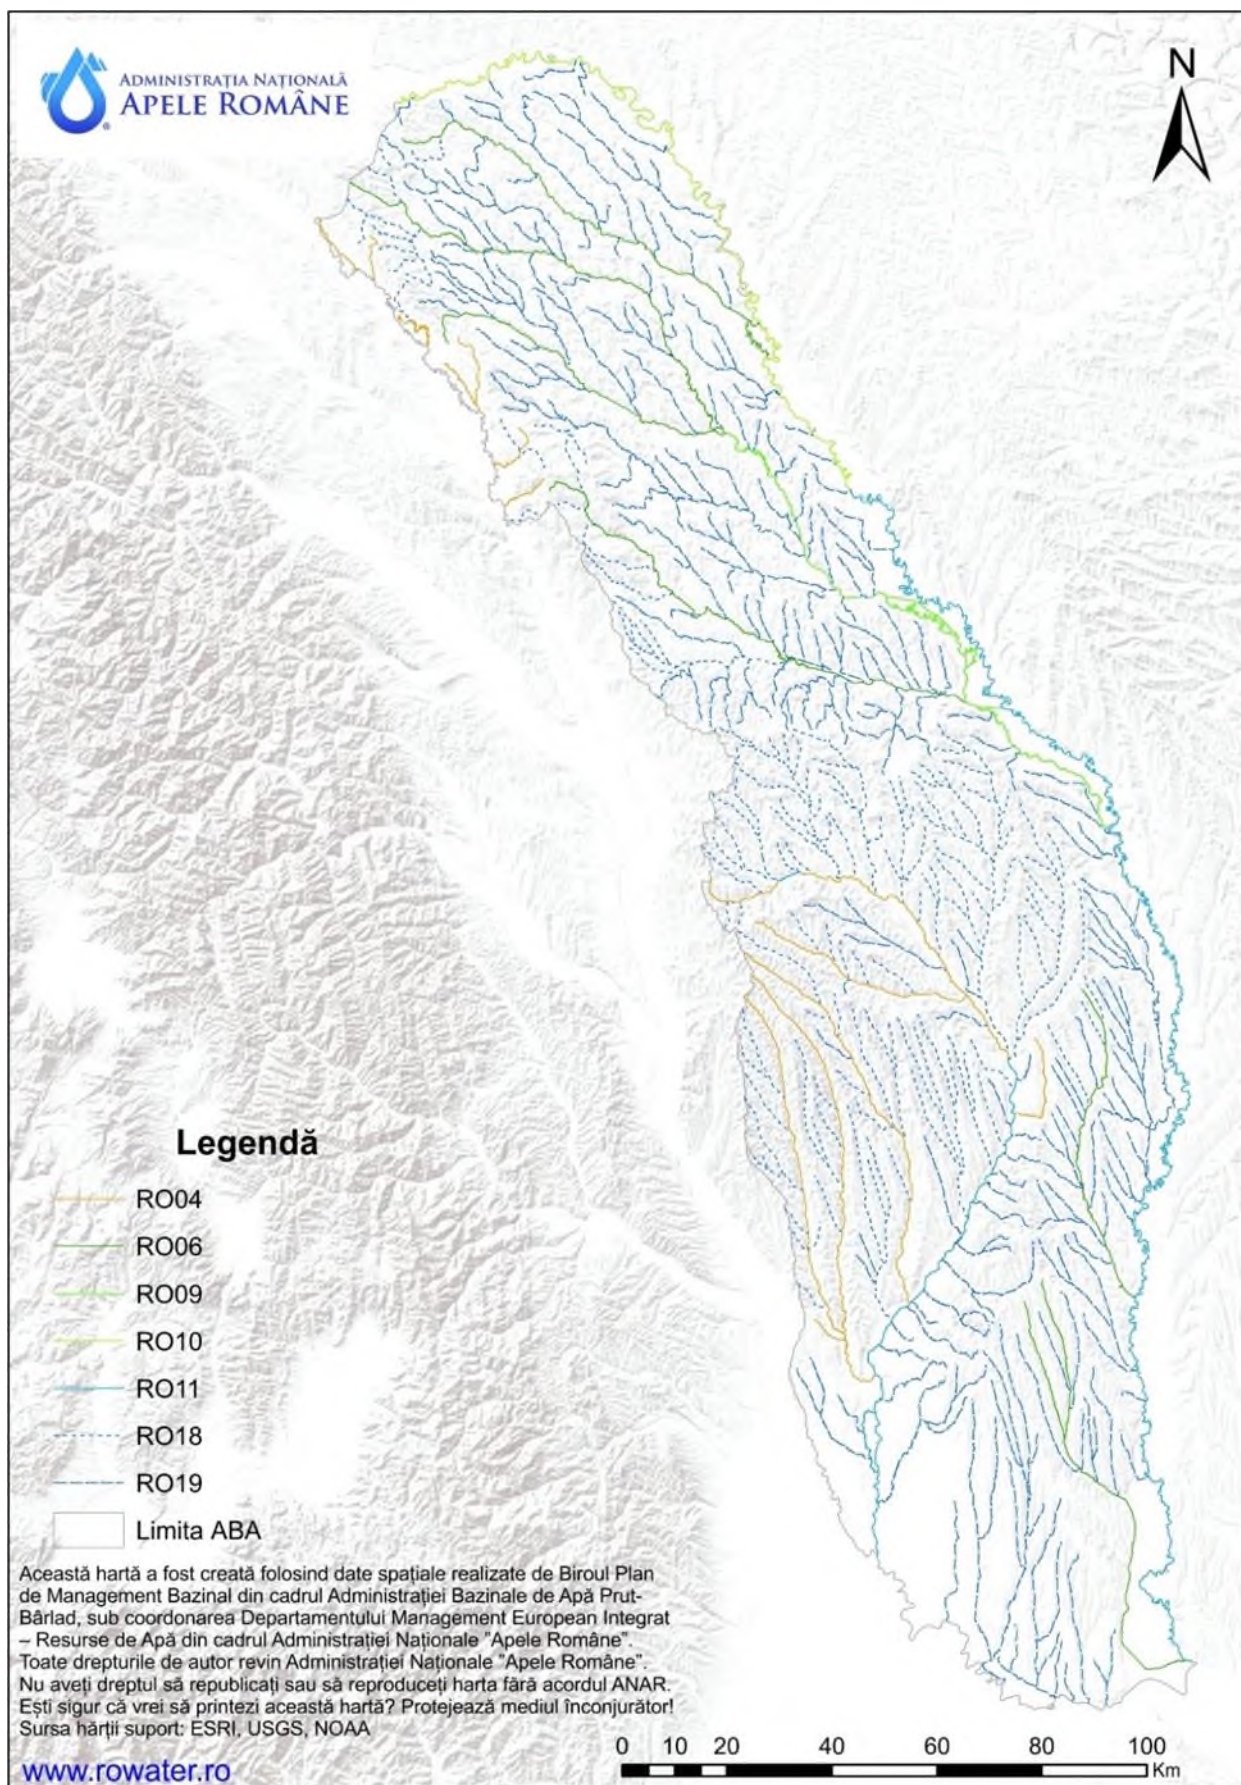 ADMINISTRAȚIA NAȚIONALĂ
APELE ROMÂNE
N
Legendă
RO04
RO06
RO09
RO10
RO11
RO18
RO19
Limita ABA
Această hartă a fost creată folosind date spațiale realizate de Biroul Plan
de Management Bazinal din cadrul Administrației Bazinale de Apă Prut-
Bârlad, sub coordonarea Departamentului Management European Integrat
– Resurse de Apă din cadrul Administrației Naționale "Apele Române".
Toate drepturile de autor revin Administrației Naționale "Apele Române".
Nu aveți dreptul să republicați sau să reproduceți harta fără acordul ANAR.
Ești sigur că vrei să printezi această hartă? Protejează mediul înconjurător!
Sursa hărții suport: ESRI, USGS, NOAA
www.rowater.ro
0 10 20 40 60 80 100
Km